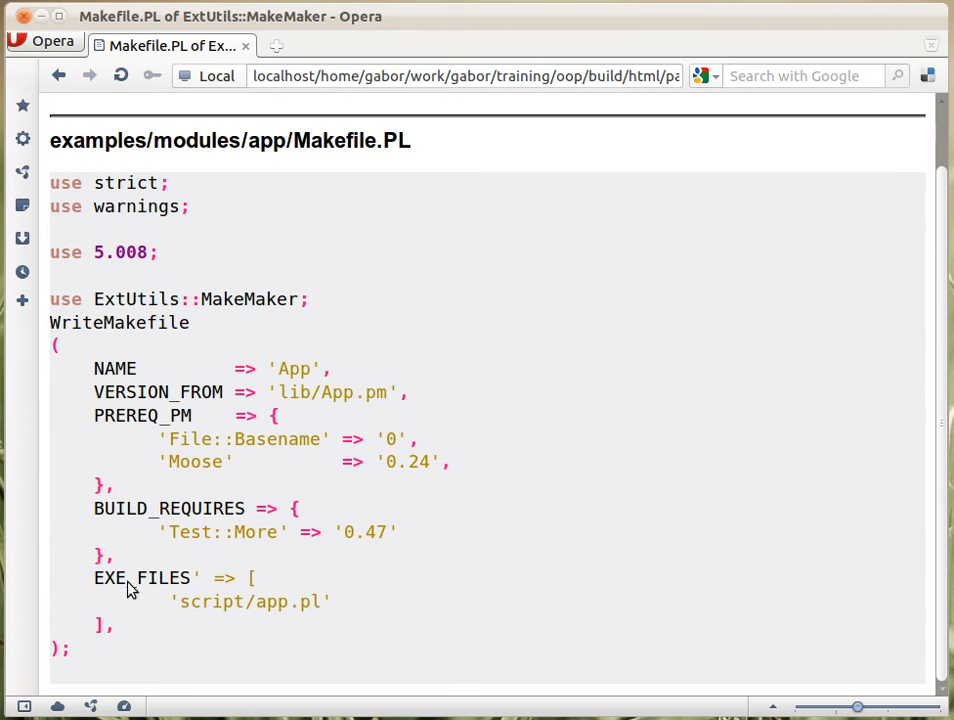 Makefile.PL of ExtUtils::MakeMaker - Opera
Opera
Makefile.PL of Ex...
Local
localhost/home/gabor/work/gabor/training/oop/build/html/pa
Search with Google
examples/modules/app/Makefile.PL
use strict;
use warnings;
use 5.008;
use ExtUtils::MakeMaker;
WriteMakefile
(
NAME => 'App',
VERSION_FROM => 'lib/App.pm',
PREREQ_PM => {
'File::Basename' => '0',
'Moose' => '0.24',
},
BUILD_REQUIRES => {
'Test::More' => '0.47'
},
EXE_FILES' => [
'script/app.pl'
],
);